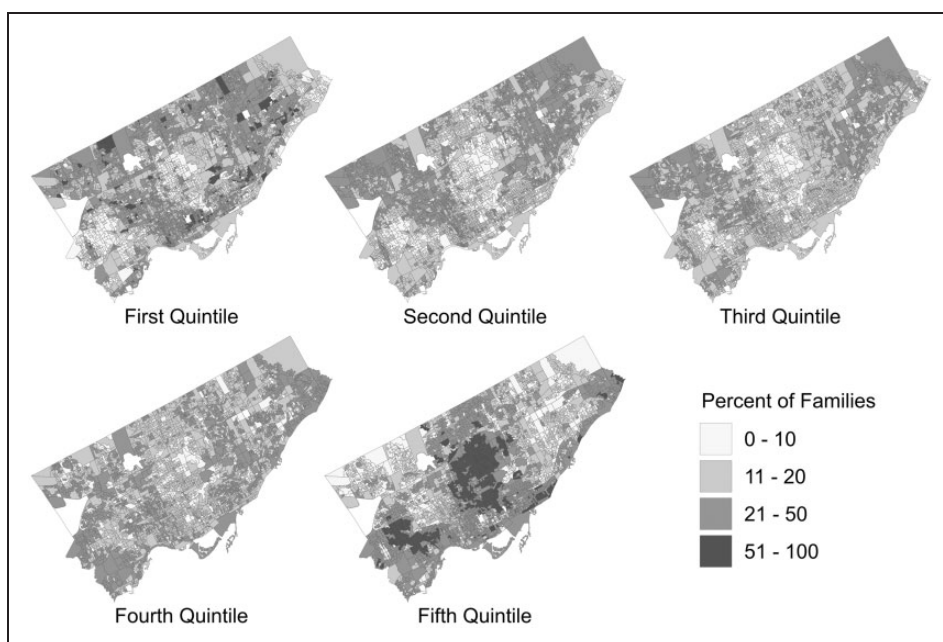 First Quintile
Second Quintile
Third Quintile
Fourth Quintile
Fifth Quintile
Percent of Families
0 - 10
11 - 20
21 - 50
51 - 100